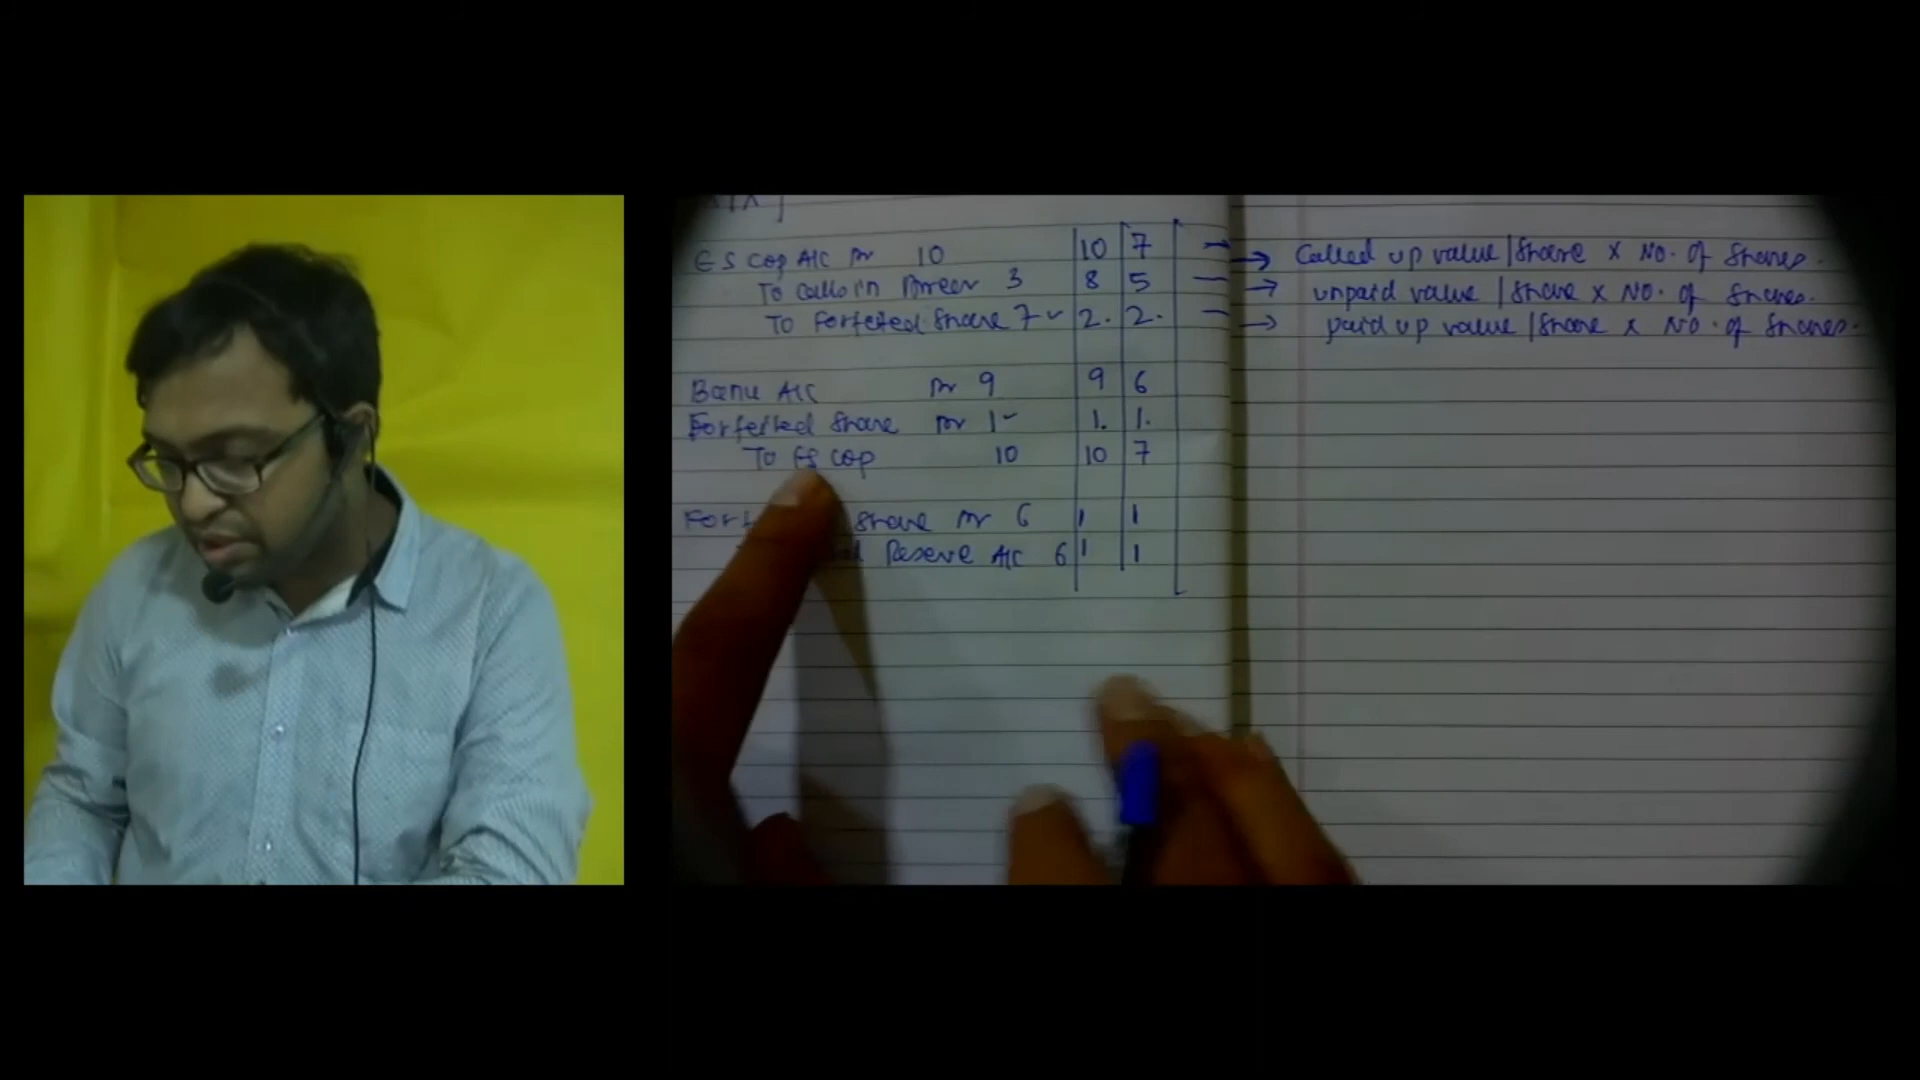 ES Cap A/C Dr 10 10 7 → Called up value / Share x No. of Shares.
To Calls in Arrear 3 8 5 → unpaid value / Share x No. of Shares.
To Forfeited Share 7 2. 2. → paid up value / Share x No. of Shares.
Bank A/C Dr 9 9 6
Forfeited Share Dr 1 1. 1.
To ES Cap 10 10 7
Share Dr 6 1 1
Reserve A/C 6 1 1